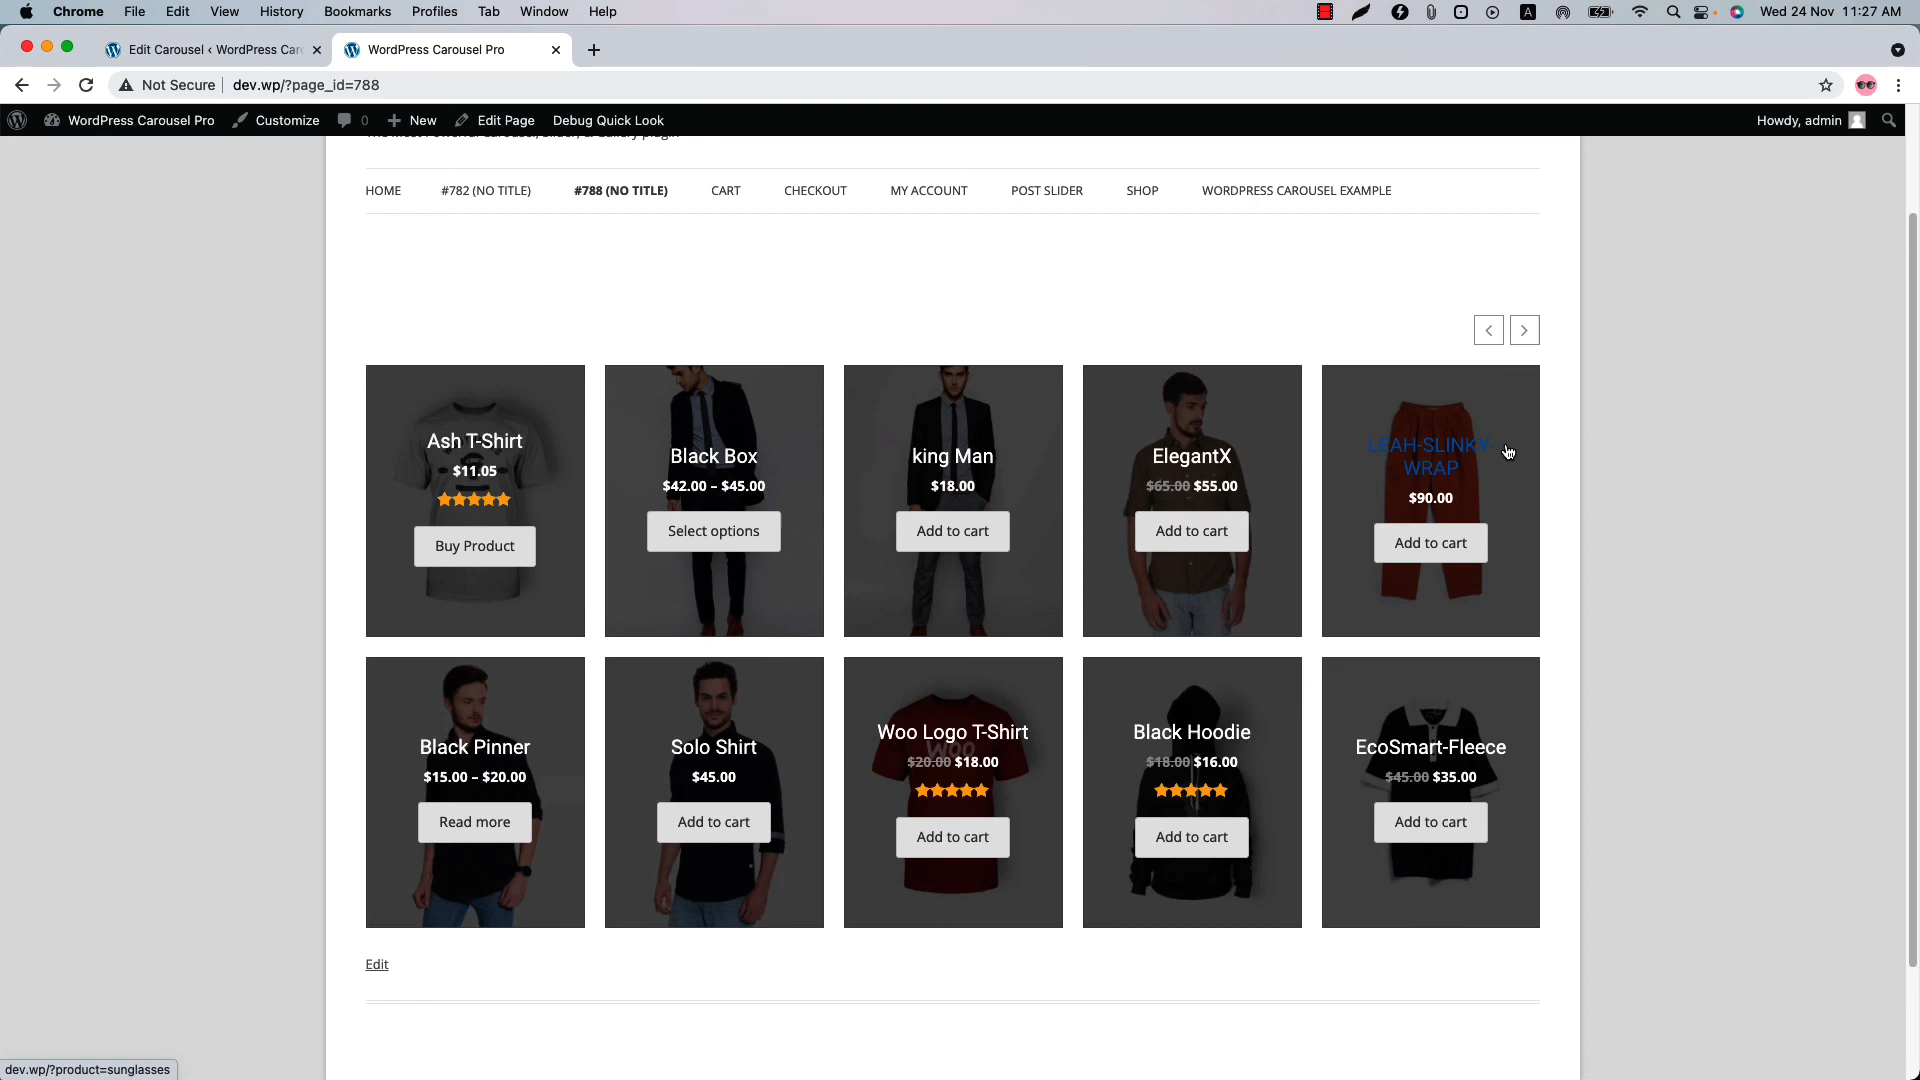 Chrome File Edit View History Bookmarks Profiles Tab Window Help A Wed 24 Nov 11:27 AM
Edit Carousel ‹ WordPress Car WordPress Carousel Pro
Not Secure dev.wp/?page_id=788
WordPress Carousel Pro Customize 0 New Edit Page Debug Quick Look Howdy, admin
HOME #782 (NO TITLE) #788 (NO TITLE) CART CHECKOUT MY ACCOUNT POST SLIDER SHOP WORDPRESS CAROUSEL EXAMPLE
Ash T-Shirt
$11.05
Buy Product
Black Box
$42.00 – $45.00
Select options
king Man
$18.00
Add to cart
ElegantX
$65.00 $55.00
Add to cart
LEAH-SLINKY-
WRAP
$90.00
Add to cart
Black Pinner
$15.00 – $20.00
Read more
Solo Shirt
$45.00
Add to cart
Woo Logo T-Shirt
WOO
$20.00 $18.00
Add to cart
Black Hoodie
$18.00 $16.00
Add to cart
EcoSmart-Fleece
$45.00 $35.00
Add to cart
Edit
dev.wp/?product=sunglasses